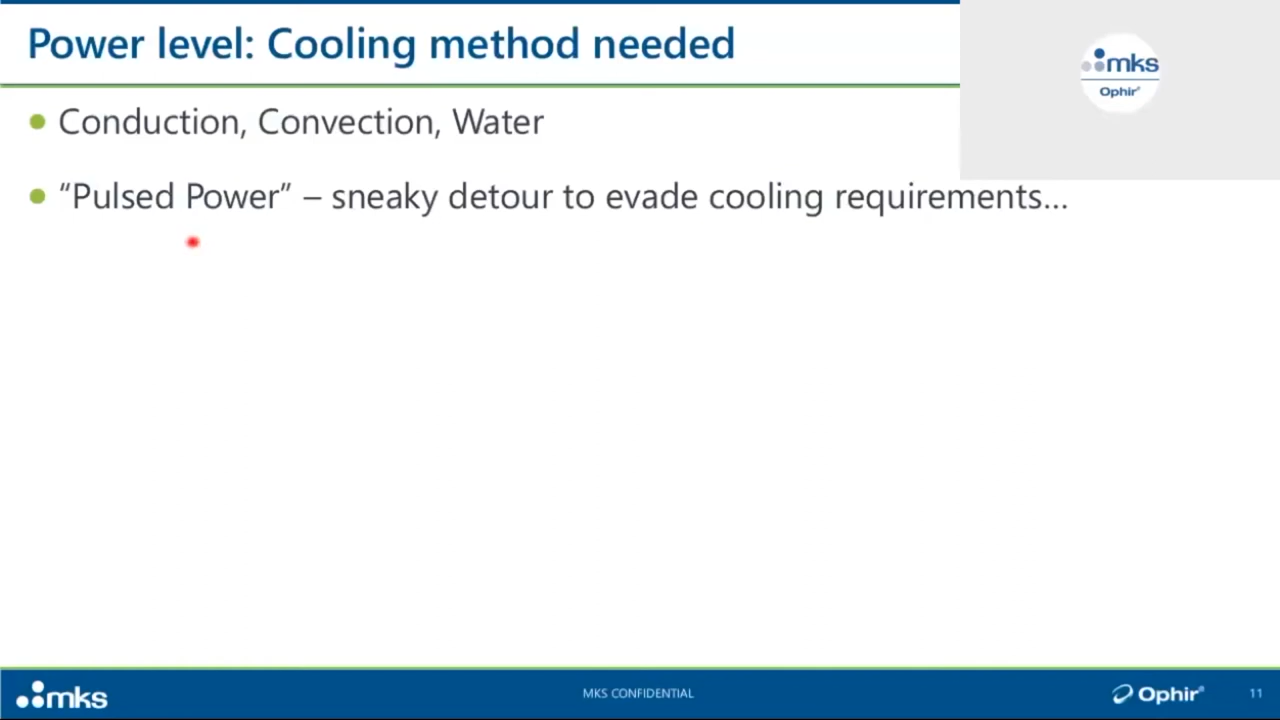 Power level: Cooling method needed
mks
Ophir®
Conduction, Convection, Water
“Pulsed Power” – sneaky detour to evade cooling requirements...
mks
MKS CONFIDENTIAL
Ophir®
11